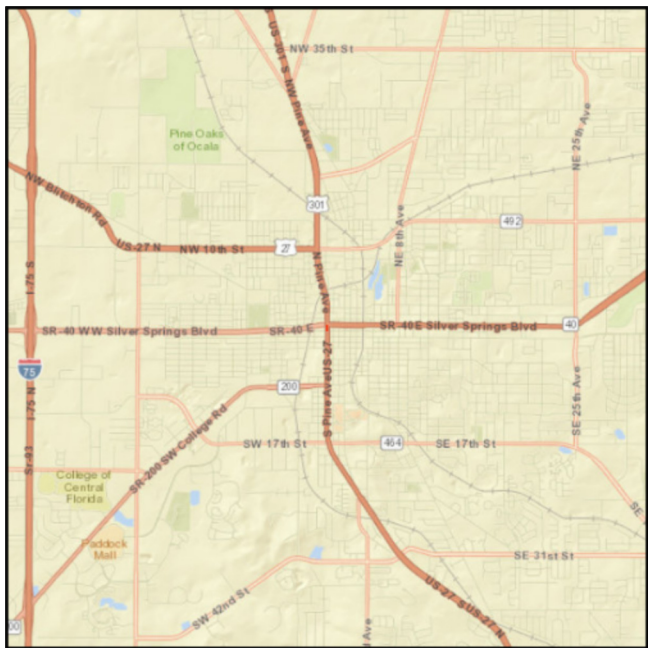 US-301 S
NW 35th St
NW Pine Ave
Pine Oaks
of Ocala
NE 25th Ave
NW Blitchton Rd
301
NE 8th Ave
492
US-27 N
NW 10th St
27
I-75 S
N Pine Ave
SR-40 W
W Silver Springs Blvd
SR-40 E
SR-40 E
E Silver Springs Blvd
40
75
I-75 N
US-27
S Pine Ave
200
SE 25th Ave
SR-200
SW College Rd
Sr-93
SW 17th St
464
SE 17th St
College of
Central
Florida
SE
Paddock
Mall
SE 31st St
SW 42nd St
US-27 S
US-27 N
00
d Ave